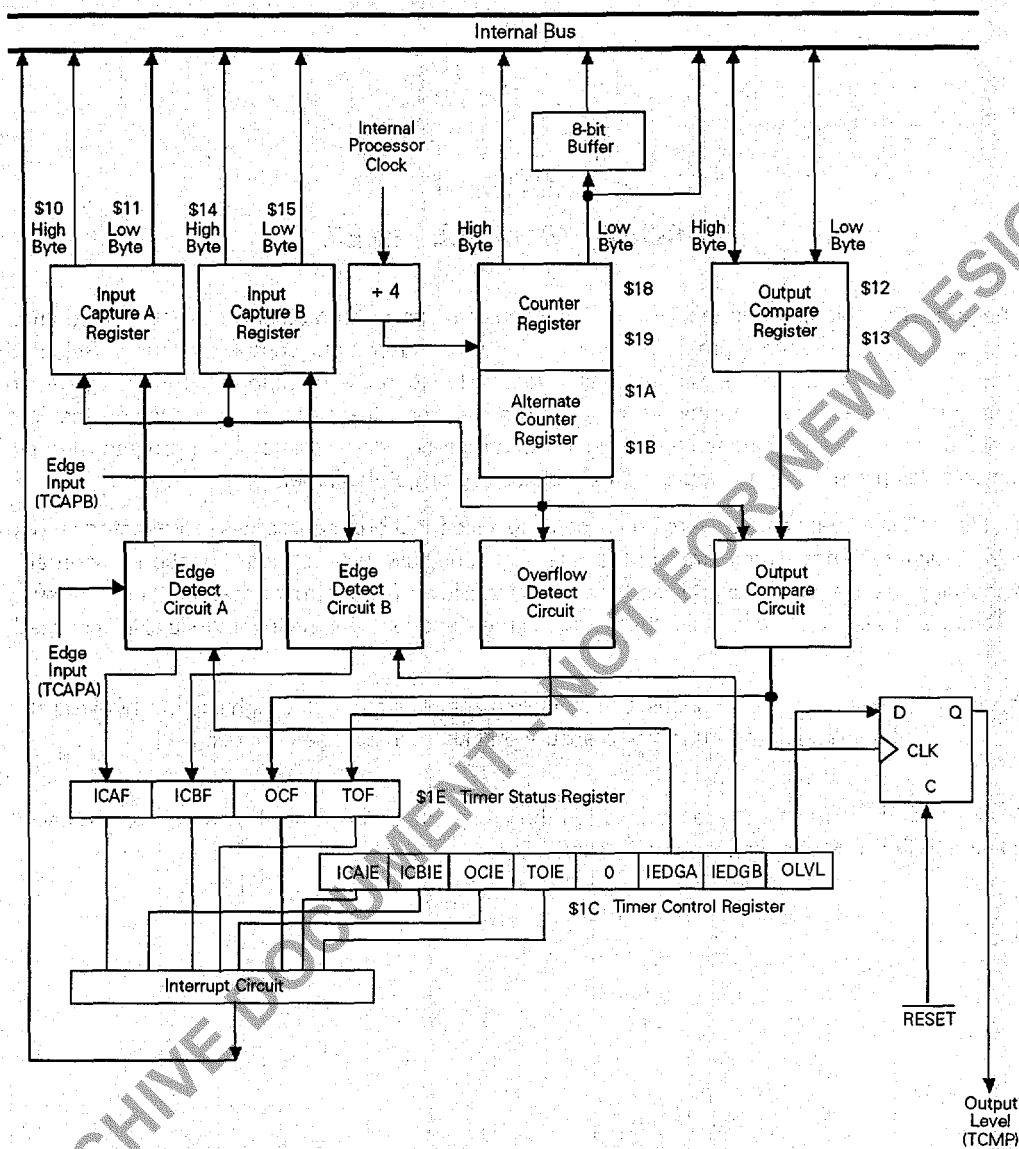 Internal Bus
Internal
Processor
Clock
8-bit
Buffer
$10
High
Byte
$11
Low
Byte
$14
High
Byte
$15
Low
Byte
High
Byte
Low
Byte
High
Byte
Low
Byte
Input
Capture A
Register
Input
Capture B
Register
÷ 4
Counter
Register
$18
$19
Output
Compare
Register
$12
$13
Alternate
Counter
Register
$1A
$1B
Edge
Input
(TCAPB)
Edge
Detect
Circuit A
Edge
Detect
Circuit B
Overflow
Detect
Circuit
Output
Compare
Circuit
Edge
Input
(TCAPA)
D Q
CLK
C
ICAF ICBF OCF TOF $1E Timer Status Register
ICAIE ICBIE OCIE TOIE 0 IEDGA IEDGB OLVL
$1C Timer Control Register
Interrupt Circuit
RESET
Output
Level
(TCMP)
CHIVE DOCUMENT - NOT FOR NEW DESIG